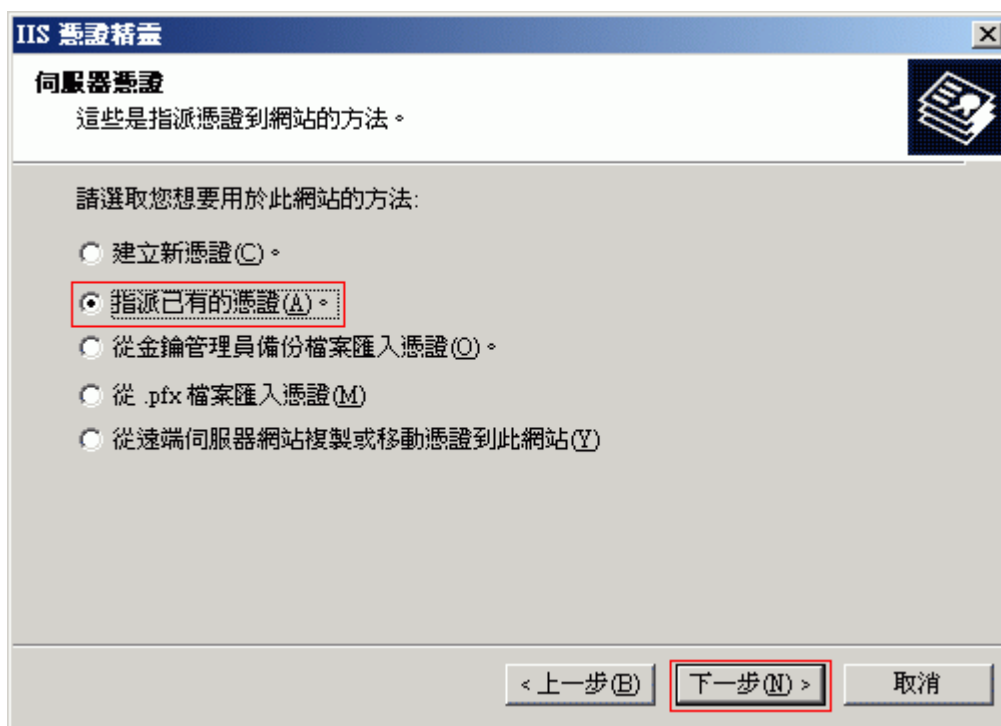 IIS 憑證精靈
伺服器憑證
這些是指派憑證到網站的方法。
請選取您想要用於此網站的方法:
建立新憑證(C)。
指派已有的憑證(A)。
從金鑰管理員備份檔案匯入憑證(O)。
從 .pfx 檔案匯入憑證(M)
從遠端伺服器網站複製或移動憑證到此網站(Y)
< 上一步(B) 下一步(N) > 取消